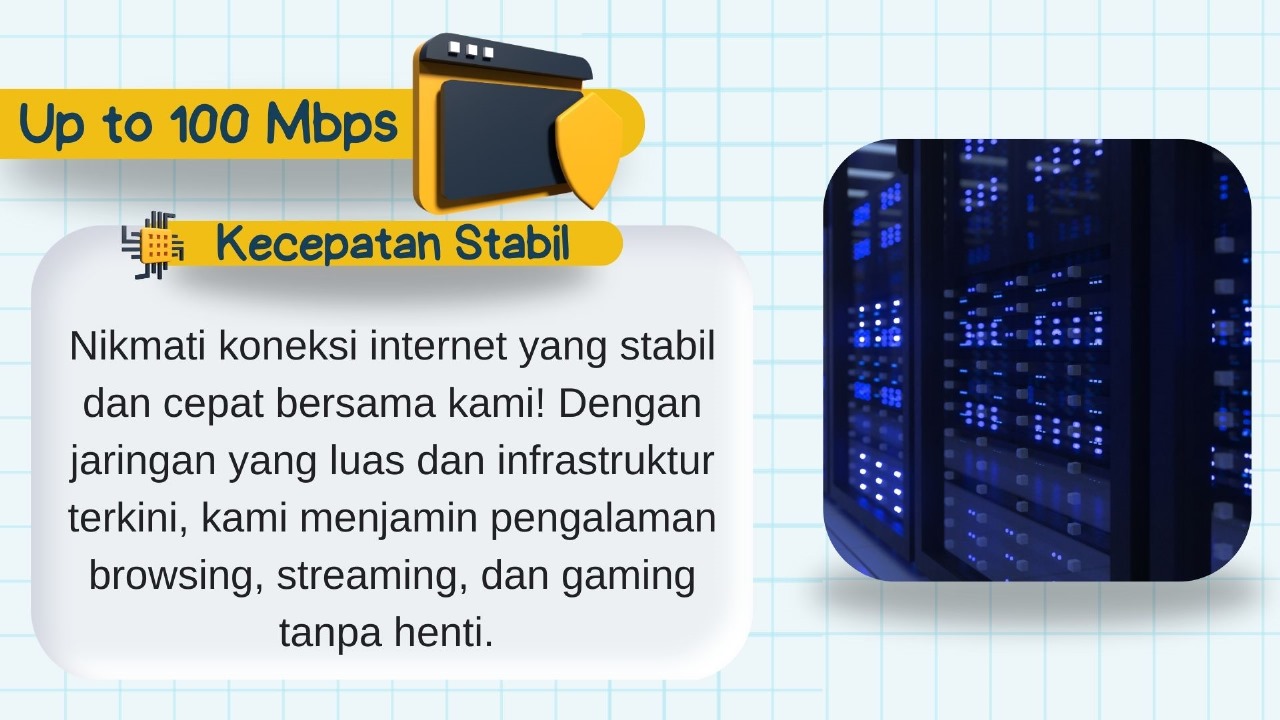 Up to 100 Mbps
Kecepatan Stabil
Nikmati koneksi internet yang stabil
dan cepat bersama kami! Dengan
jaringan yang luas dan infrastruktur
terkini, kami menjamin pengalaman
browsing, streaming, dan gaming
tanpa henti.